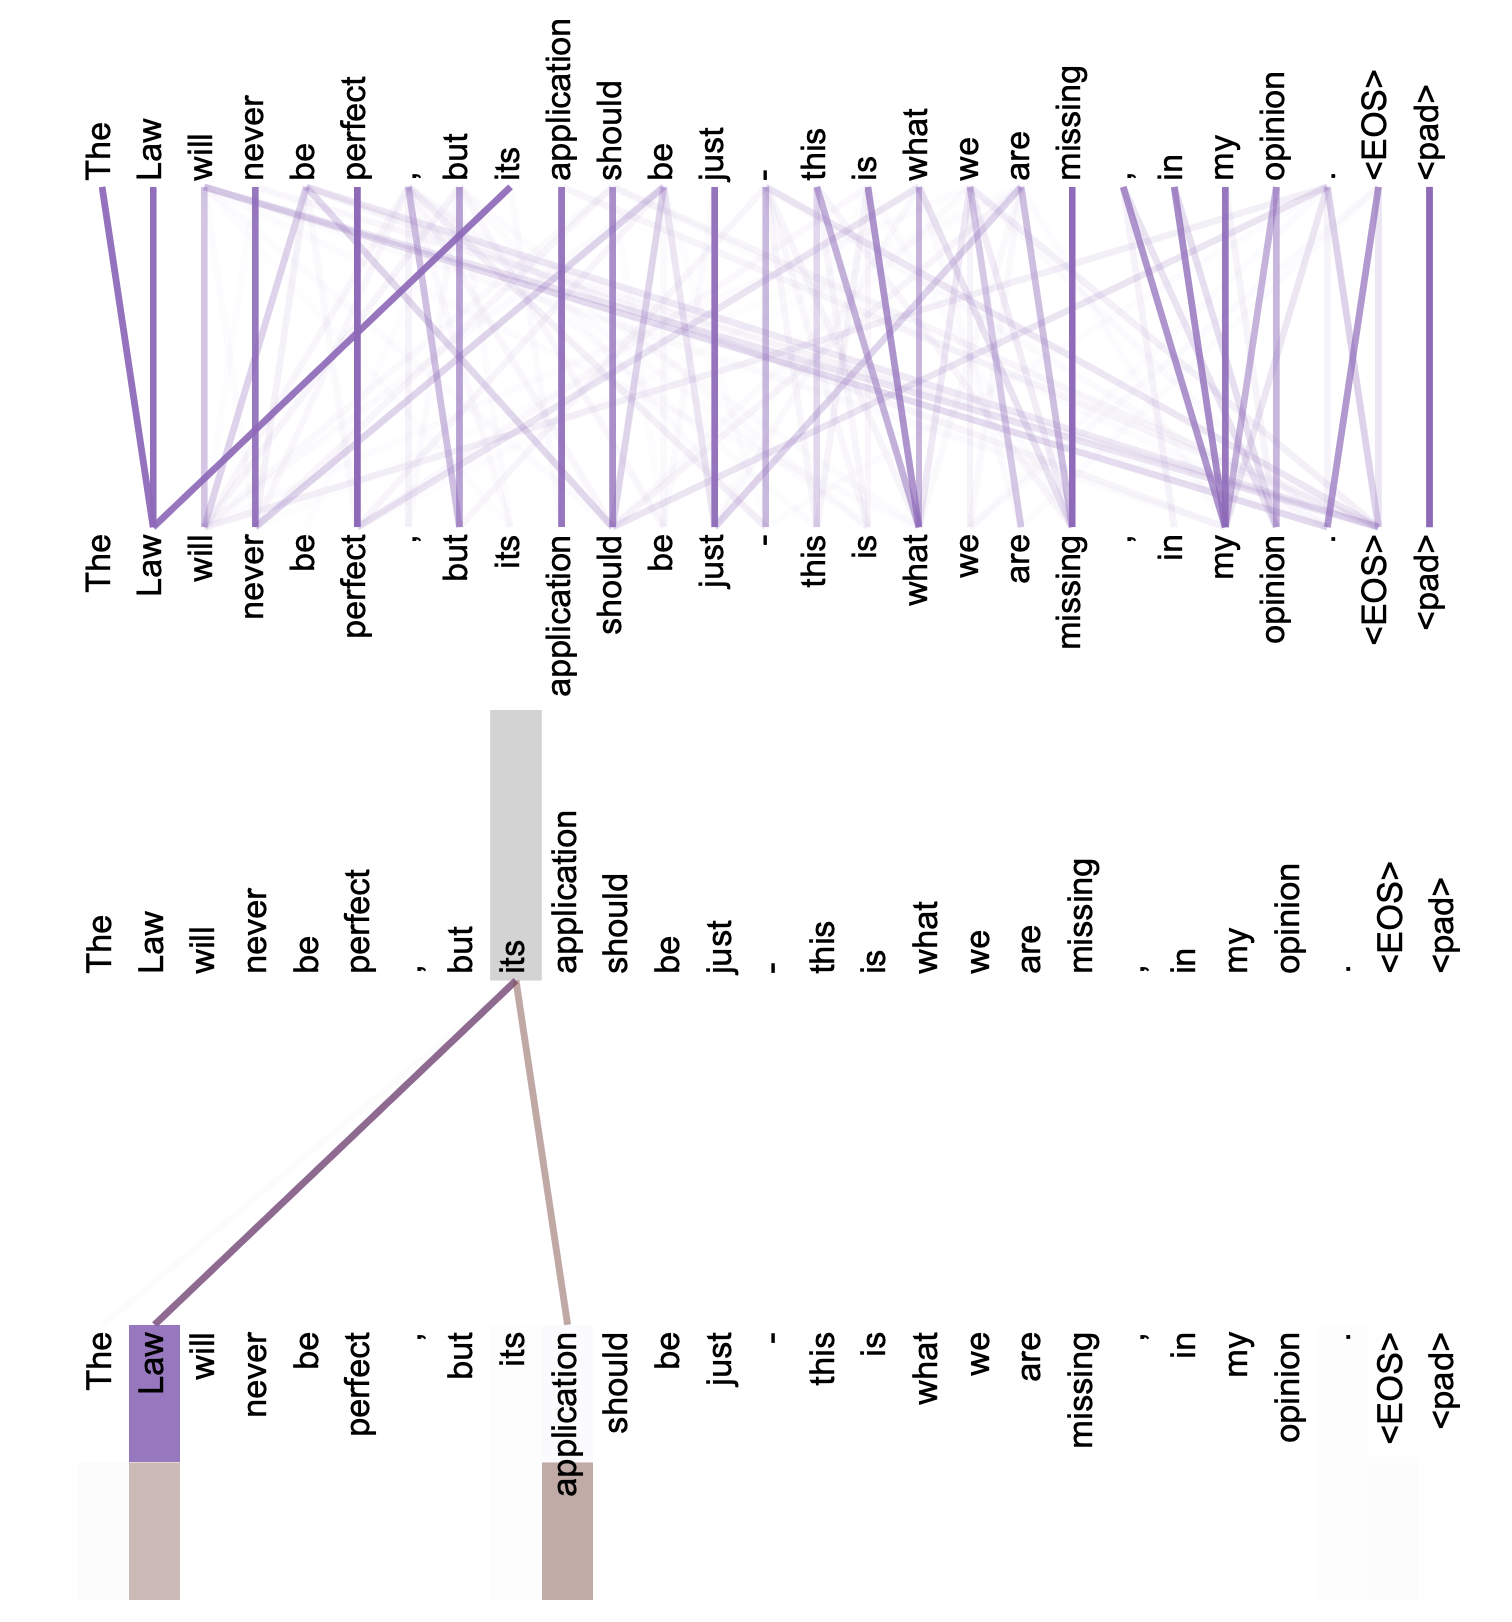 The Law will never be perfect , but its application should be just - this is what we are missing , in my opinion . <EOS> <pad>
The Law will never be perfect , but its application should be just - this is what we are missing , in my opinion . <EOS> <pad>
The Law will never be perfect , but its application should be just - this is what we are missing , in my opinion . <EOS> <pad>
The Law will never be perfect , but its application should be just - this is what we are missing , in my opinion . <EOS> <pad>